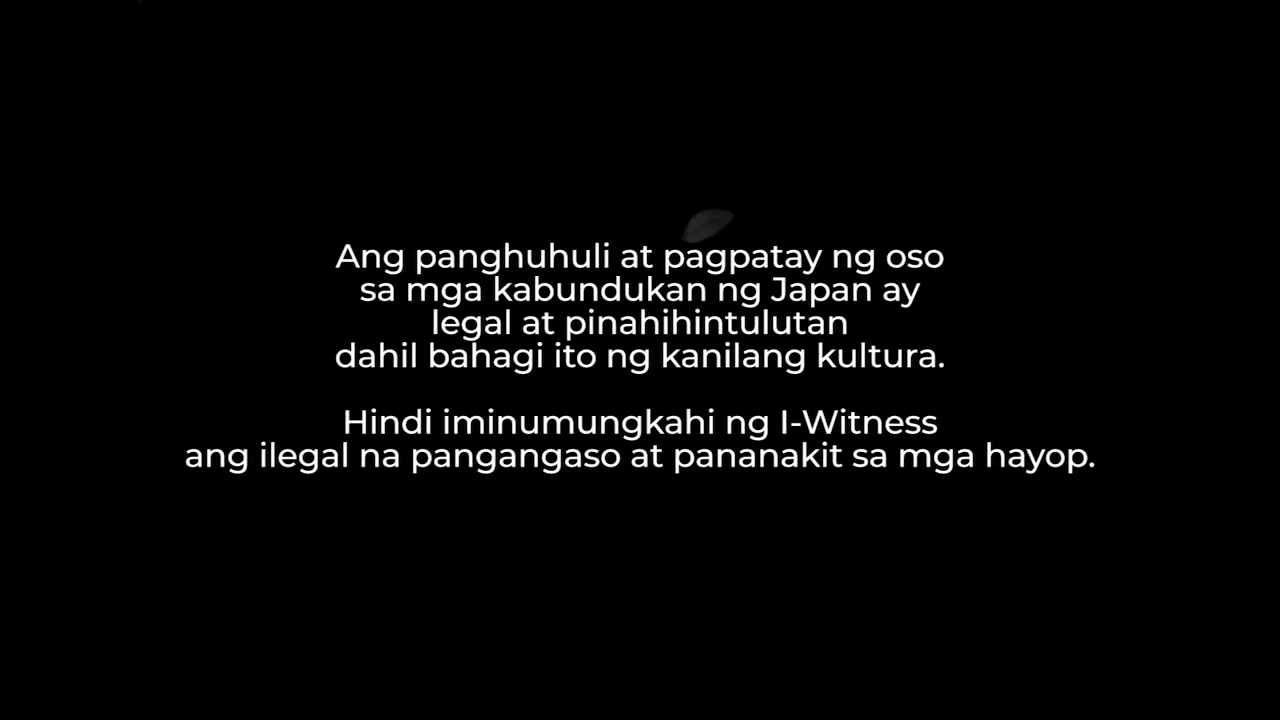 Ang panghuhuli at pagpatay ng oso
sa mga kabundukan ng Japan ay
legal at pinahihintulutan
dahil bahagi ito ng kanilang kultura.
Hindi iminumungkahi ng I-Witness
ang ilegal na pangangaso at pananakit sa mga hayop.